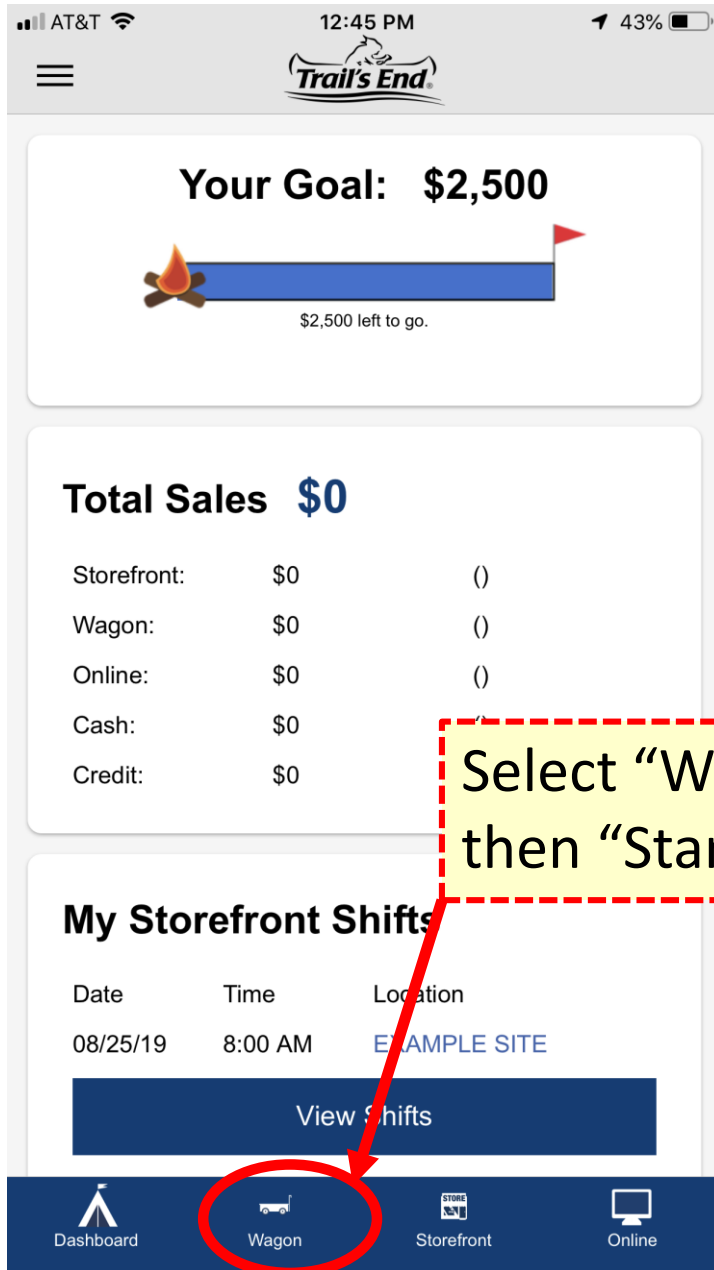 AT&T 12:45 PM 43%
Trail's End®
Your Goal: $2,500
$2,500 left to go.
Total Sales $0
Storefront: $0 ()
Wagon: $0 ()
Online: $0 ()
Cash: $0
Credit: $0
Select “W
then “Star
My Storefront Shifts
Date Time Location
08/25/19 8:00 AM EXAMPLE SITE
View Shifts
STORE
Dashboard Wagon Storefront Online